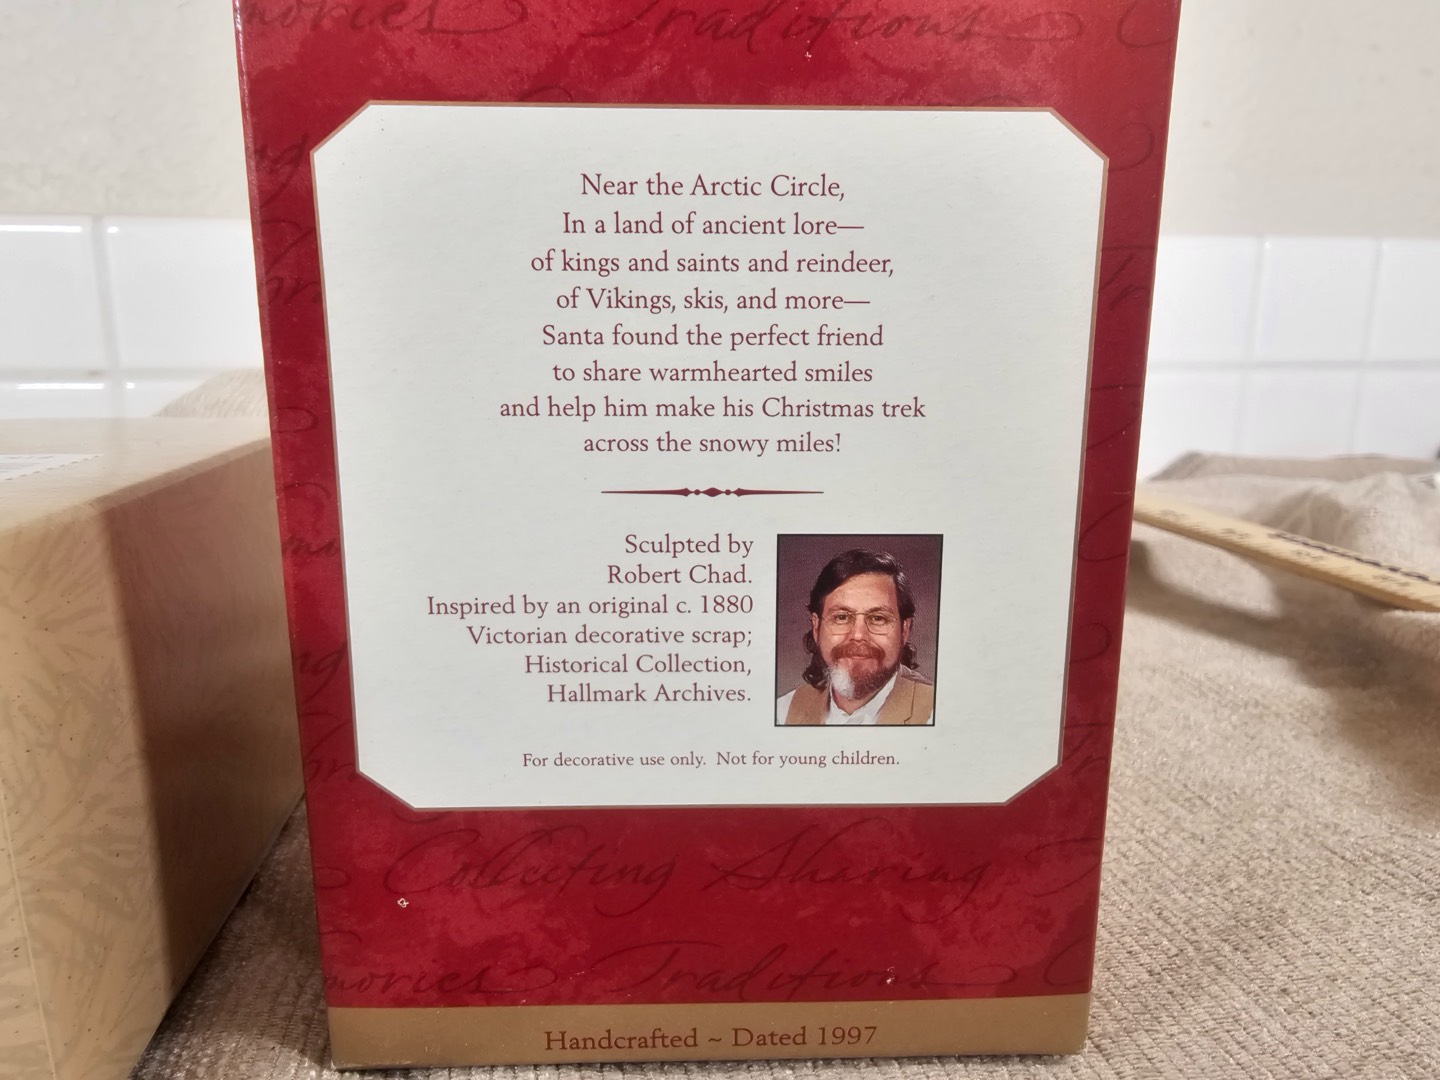 Memories Traditions
Near the Arctic Circle,
In a land of ancient lore—
of kings and saints and reindeer,
of Vikings, skis, and more—
Santa found the perfect friend
to share warmhearted smiles
and help him make his Christmas trek
across the snowy miles!
Sculpted by
Robert Chad.
Inspired by an original c. 1880
Victorian decorative scrap;
Historical Collection,
Hallmark Archives.
For decorative use only. Not for young children.
Collecting Sharing
Memories Traditions
Handcrafted ~ Dated 1997